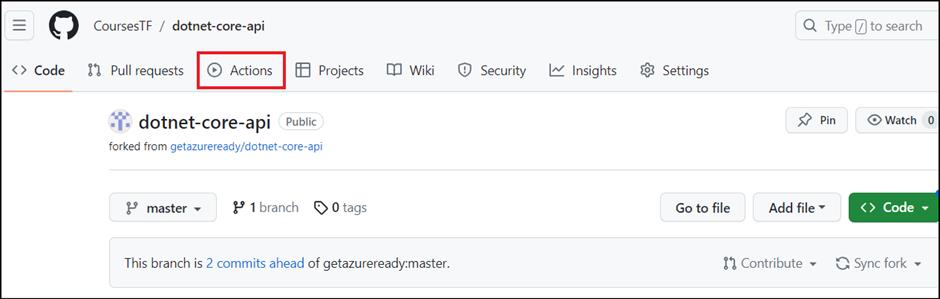 CoursesTF / dotnet-core-api Type / to search
Code Pull requests Actions Projects Wiki Security Insights Settings
dotnet-core-api Public Pin Watch 0
forked from getazureready/dotnet-core-api
master 1 branch 0 tags Go to file Add file Code
This branch is 2 commits ahead of getazureready:master. Contribute Sync fork